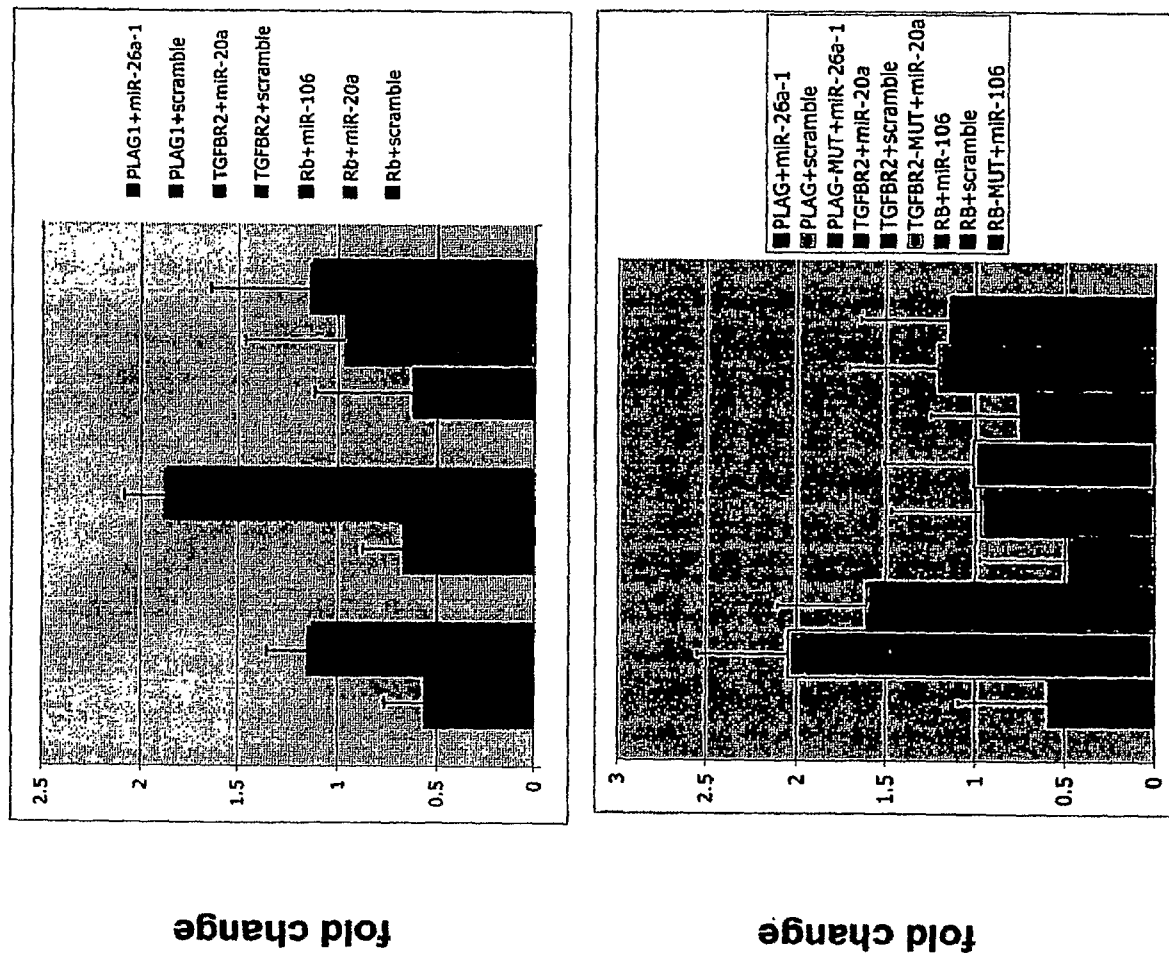 fold change
2.5
2
1.5
1
0.5
0
PLAG1+miR-26a-1
PLAG1+scramble
TGFBR2+miR-20a
TGFBR2+scramble
Rb+miR-106
Rb+miR-20a
Rb+scramble
fold change
3
2.5
2
1.5
1
0.5
0
PLAG+miR-26a-1
PLAG+scramble
PLAG-MUT+miR-26a-1
TGFBR2+miR-20a
TGFBR2+scramble
TGFBR2-MUT+miR-20a
RB+miR-106
RB+scramble
RB-MUT+miR-106